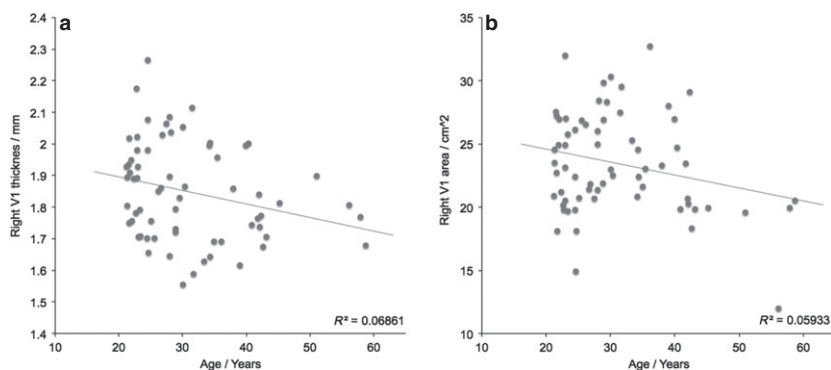 a
2.4
2.3
2.2
2.1
2
1.9
1.8
1.7
1.6
1.5
1.4
Right V1 thicknes / mm
R² = 0.06861
10 20 30 40 50 60
Age / Years
b
35
30
25
20
15
10
Right V1 area / cm^2
R² = 0.05933
10 20 30 40 50 60
Age / Years